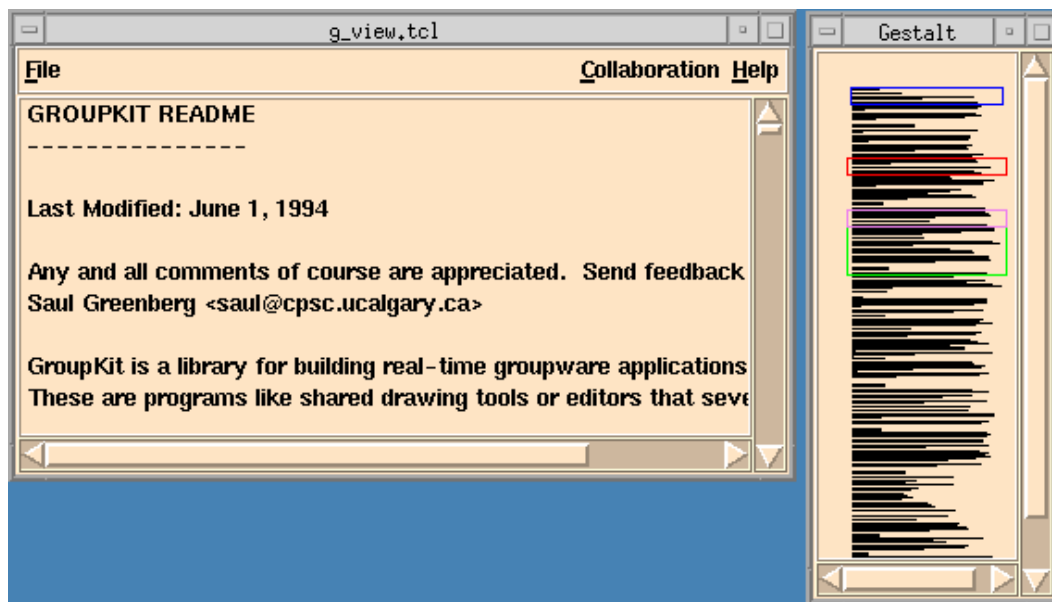 g_view.tcl
File Collaboration Help
GROUPKIT README
---------------
Last Modified: June 1, 1994
Any and all comments of course are appreciated. Send feedback
Saul Greenberg <saul@cpsc.ucalgary.ca>
GroupKit is a library for building real-time groupware applications
These are programs like shared drawing tools or editors that seve
Gestalt